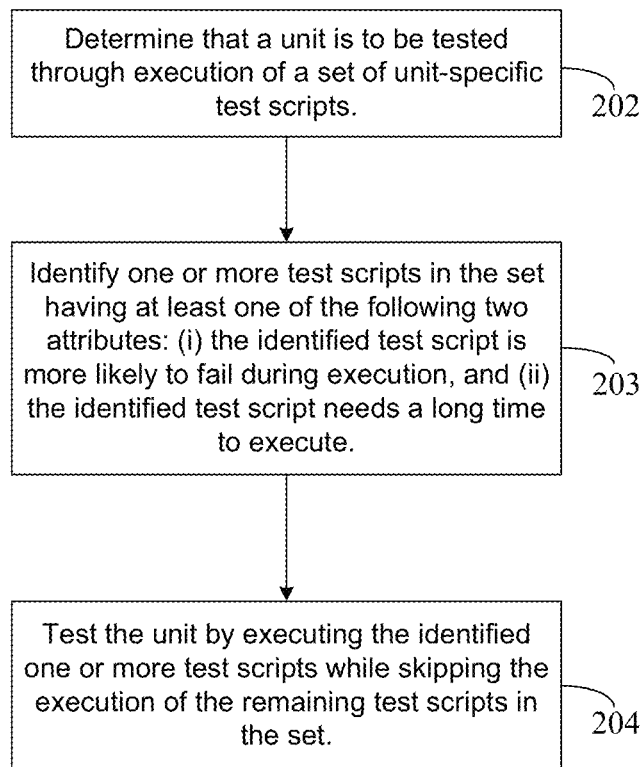 Determine that a unit is to be tested
through execution of a set of unit-specific
test scripts.
202
Identify one or more test scripts in the set
having at least one of the following two
attributes: (i) the identified test script is
more likely to fail during execution, and (ii)
the identified test script needs a long time
to execute.
203
Test the unit by executing the identified
one or more test scripts while skipping the
execution of the remaining test scripts in
the set.
204